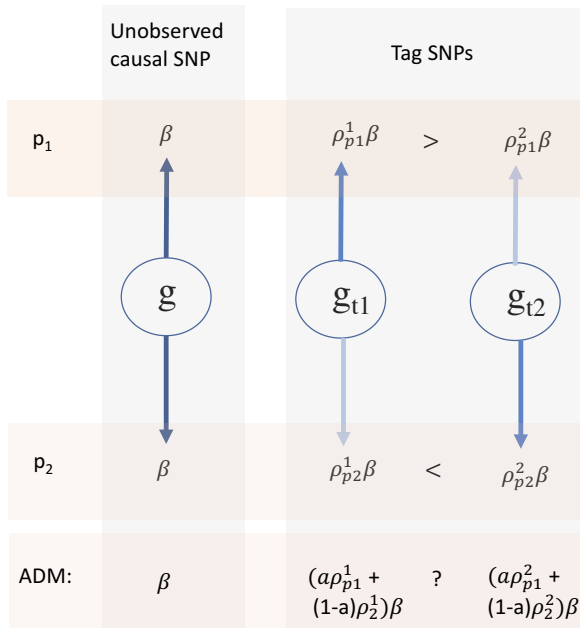 Unobserved causal SNP
Tag SNPs
p₁ β ρ¹ₚ₁β > ρ²ₚ₁β
g gₜ₁ gₜ₂
p₂ β ρ¹ₚ₂β < ρ²ₚ₂β
ADM: β (aρ¹ₚ₁ + ? (aρ²ₚ₁ +
(1-a)ρ¹₂)β (1-a)ρ²₂)β